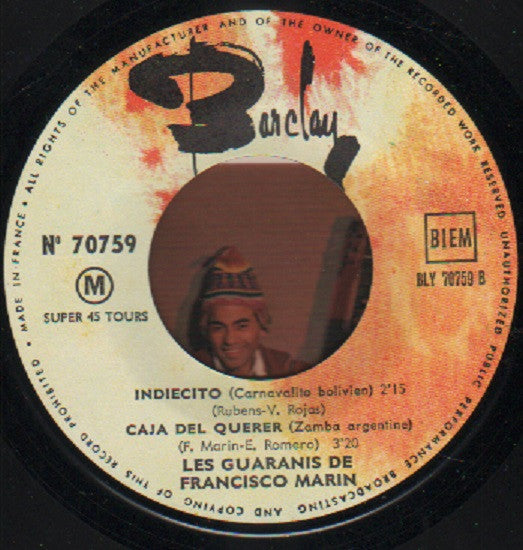 ALL RIGHTS OF THE MANUFACTURER AND OF THE OWNER OF THE RECORDED WORK RESERVED UNAUTHORIZED PUBLIC PERFORMANCE BROADCASTING AND COPYING OF THIS RECORD PROHIBITED • MADE IN FRANCE •
Barclay
N° 70759
M
SUPER 45 TOURS
BIEM
BLY 70759 B
INDIECITO (Carnavalito bolivien) 2'15
(Rubens-V. Rojas)
CAJA DEL QUERER (Zamba argentine)
(F. Marin-E. Romero) 3'20
LES GUARANIS DE
FRANCISCO MARIN